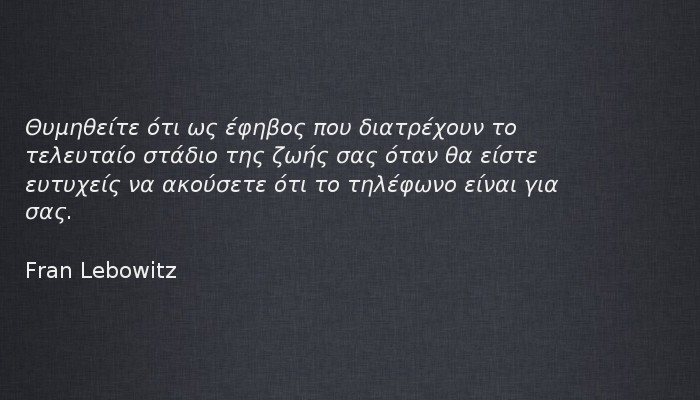 Θυμηθείτε ότι ως έφηβος που διατρέχουν το
τελευταίο στάδιο της ζωής σας όταν θα είστε
ευτυχείς να ακούσετε ότι το τηλέφωνο είναι για
σας.
Fran Lebowitz